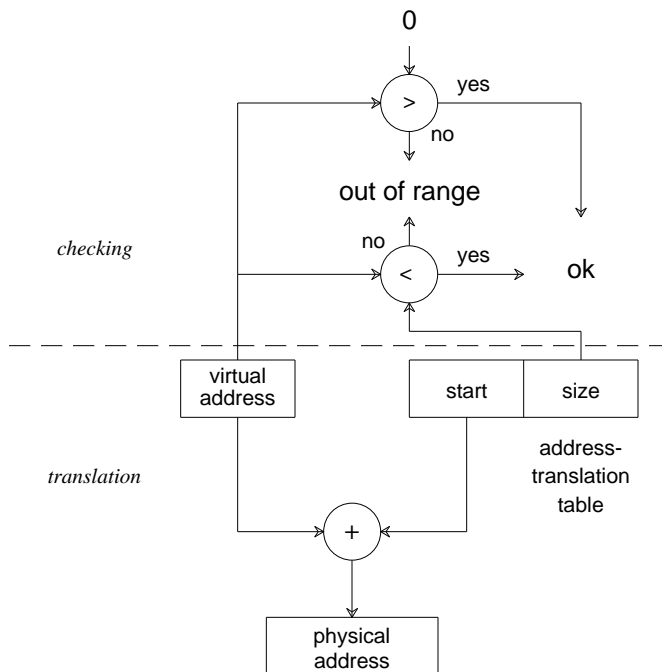 0
>
yes
no
out of range
no
<
yes
ok
checking
virtual
address
start
size
address-
translation
table
translation
+
physical
address